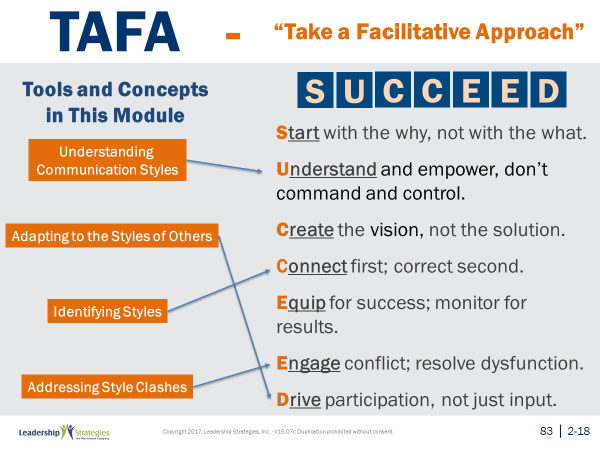 TAFA - “Take a Facilitative Approach”
Tools and Concepts
in This Module
Understanding
Communication Styles
Adapting to the Styles of Others
Identifying Styles
Addressing Style Clashes
SUCCEED
Start with the why, not with the what.
Understand and empower, don’t
command and control.
Create the vision, not the solution.
Connect first; correct second.
Equip for success; monitor for
results.
Engage conflict; resolve dysfunction.
Drive participation, not just input.
Leadership Strategies
The Facilitation Company
Copyright 2017, Leadership Strategies, Inc. - v15.07c Duplication prohibited without consent
83 | 2-18